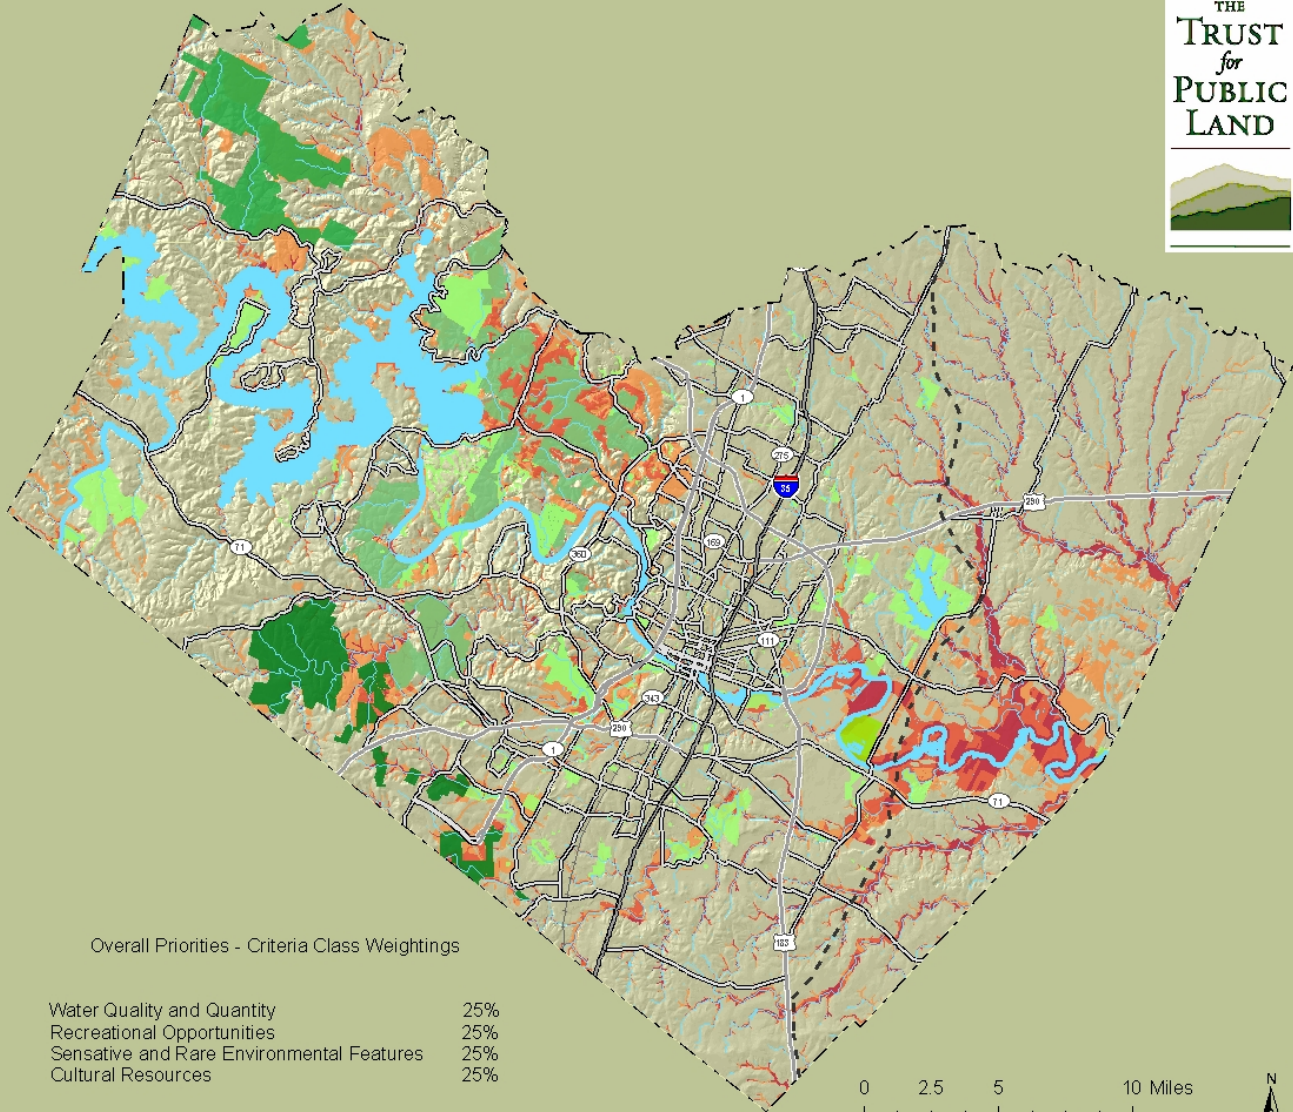 THE
TRUST
for
PUBLIC
LAND
1
275
35
290
169
71
360
111
343
290
1
71
183
Overall Priorities - Criteria Class Weightings
Water Quality and Quantity 25%
Recreational Opportunities 25%
Sensative and Rare Environmental Features 25%
Cultural Resources 25%
0 2.5 5 10 Miles
N